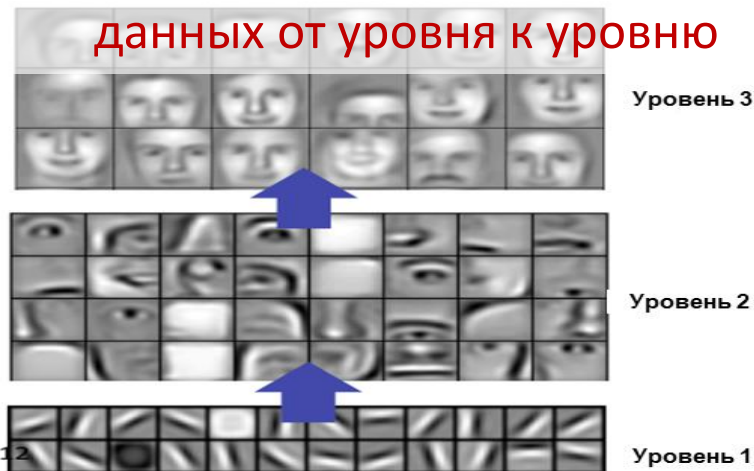 данных от уровня к уровню
Уровень 3
Уровень 2
Уровень 1
12